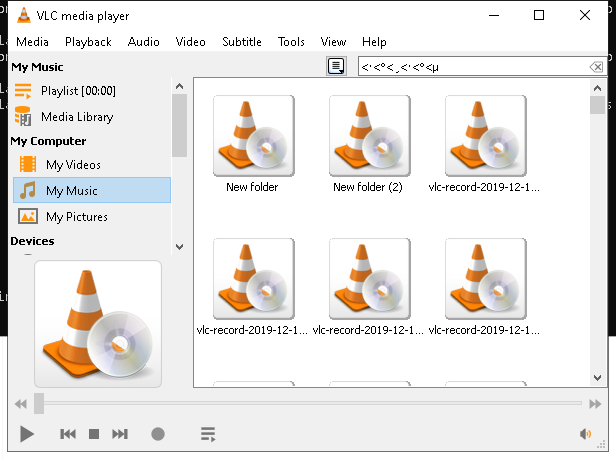 VLC media player
Media Playback Audio Video Subtitle Tools View Help
My Music
Playlist [00:00]
Media Library
My Computer
My Videos
My Music
My Pictures
Devices
New folder
New folder (2)
vlc-record-2019-12-1...
vlc-record-2019-12-1...
vlc-record-2019-12-1...
vlc-record-2019-12-1...